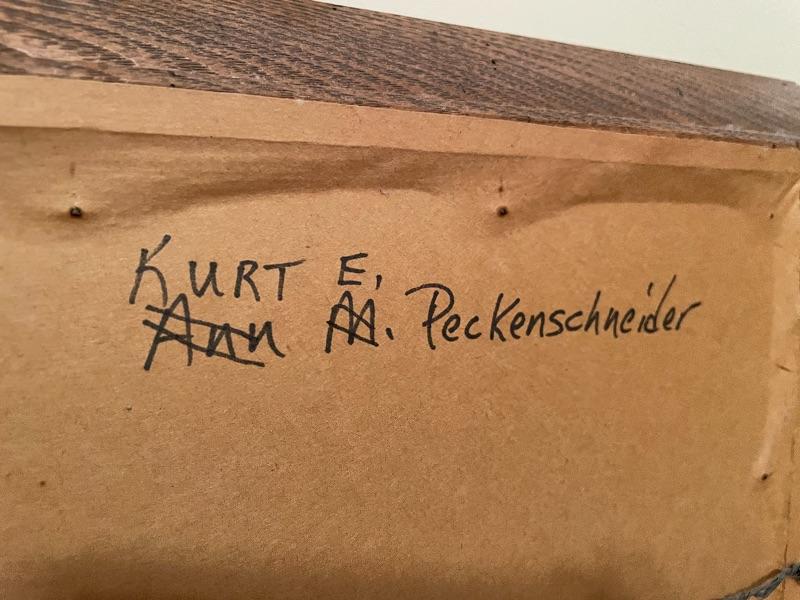 KURT E.
Ann M. Peckenschneider